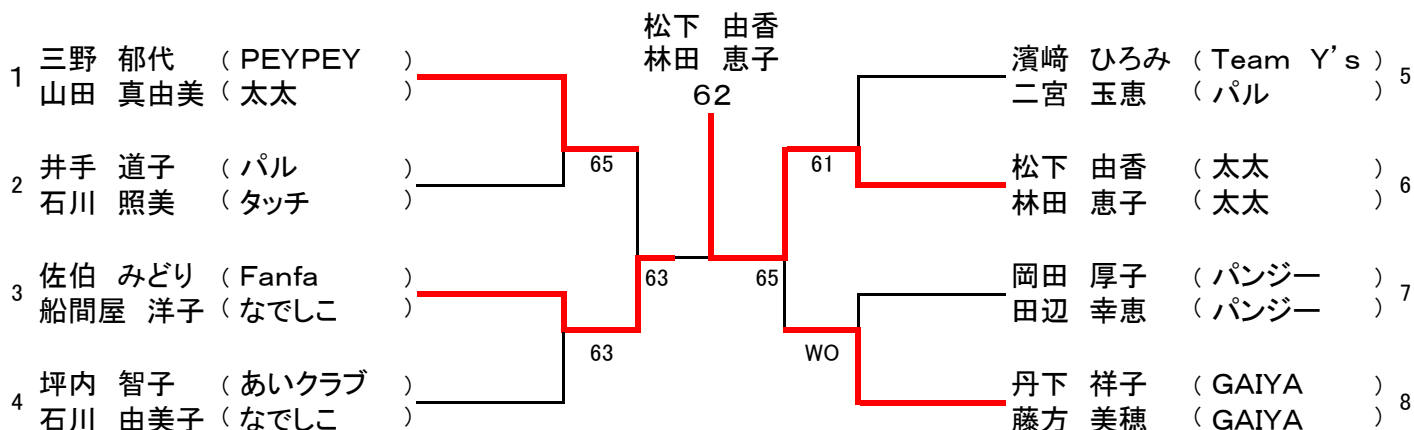 松下 由香
林田 恵子
62
1 三野 郁代 ( PEYPEY )
山田 真由美 ( 太太 )
2 井手 道子 ( パル )
石川 照美 ( タッチ )
3 佐伯 みどり ( Fanfa )
船間屋 洋子 ( なでしこ )
4 坪内 智子 ( あいクラブ )
石川 由美子 ( なでしこ )
65
63
63
61
65
WO
濱﨑 ひろみ ( Team Y's ) 5
二宮 玉恵 ( パル )
松下 由香 ( 太太 ) 6
林田 恵子 ( 太太 )
岡田 厚子 ( パンジー ) 7
田辺 幸恵 ( パンジー )
丹下 祥子 ( GAIYA ) 8
藤方 美穂 ( GAIYA )